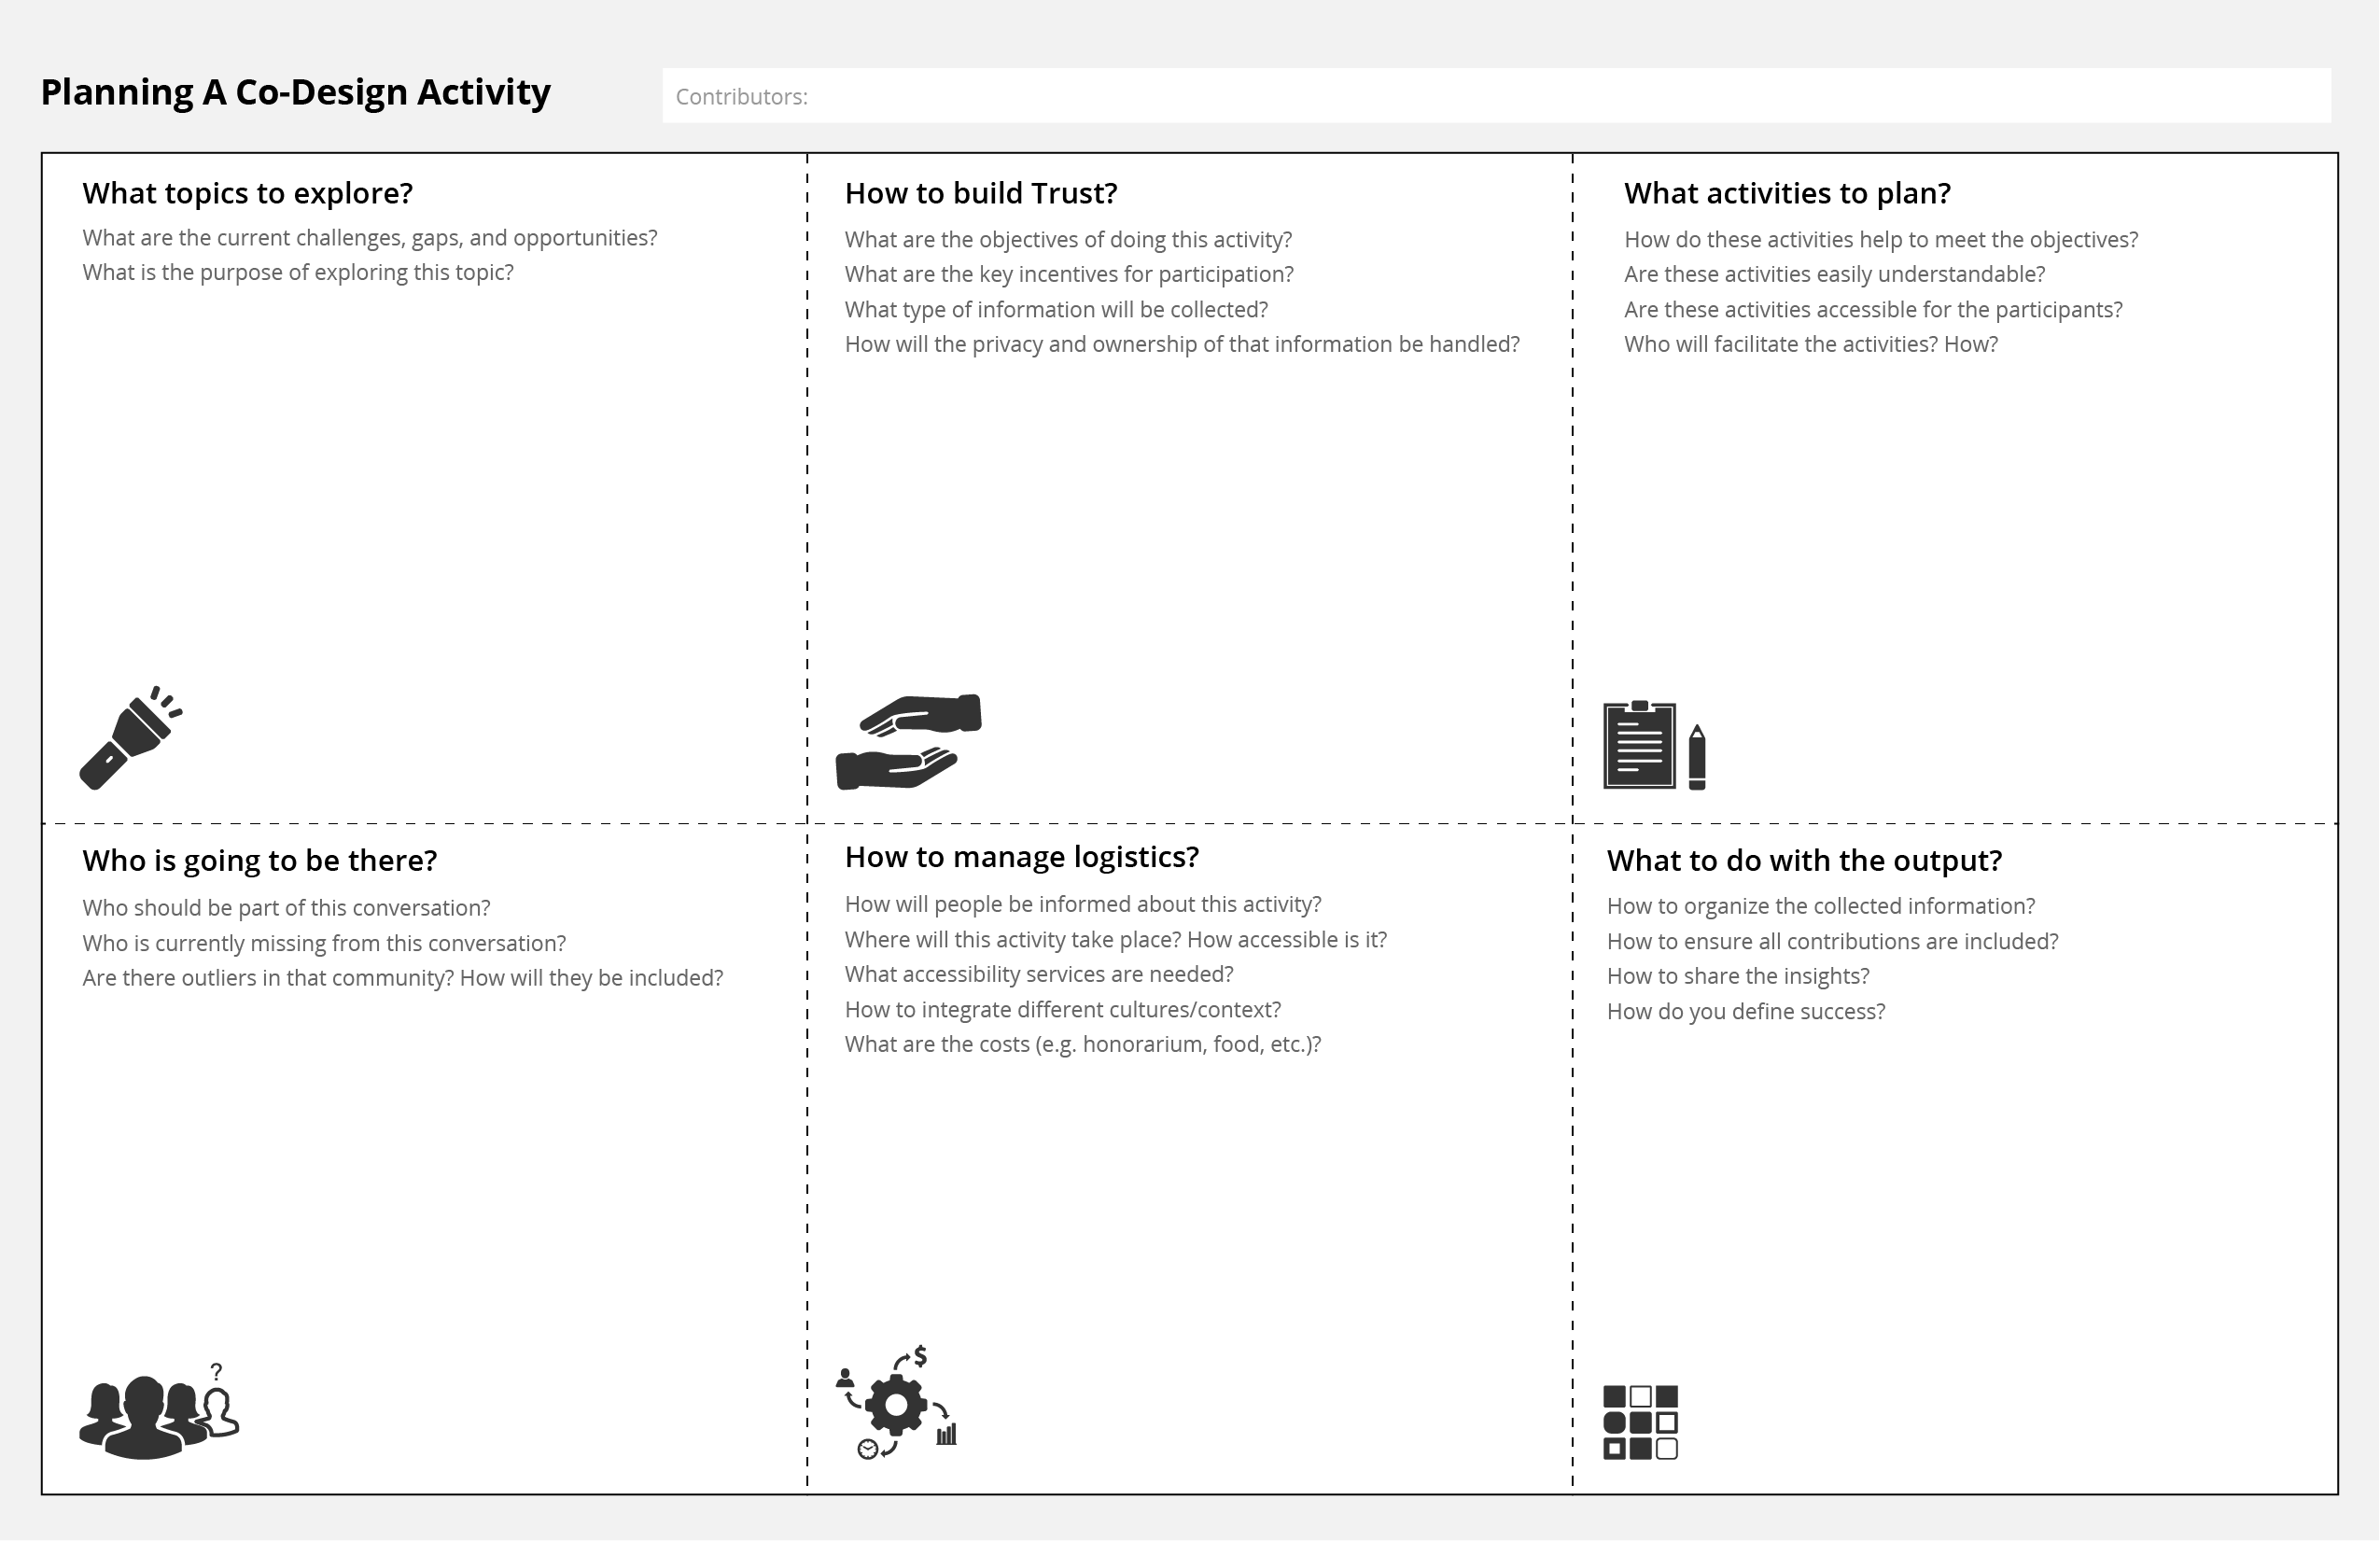 Planning A Co-Design Activity
Contributors:
What topics to explore?
What are the current challenges, gaps, and opportunities?
What is the purpose of exploring this topic?
How to build Trust?
What are the objectives of doing this activity?
What are the key incentives for participation?
What type of information will be collected?
How will the privacy and ownership of that information be handled?
What activities to plan?
How do these activities help to meet the objectives?
Are these activities easily understandable?
Are these activities accessible for the participants?
Who will facilitate the activities? How?
Who is going to be there?
Who should be part of this conversation?
Who is currently missing from this conversation?
Are there outliers in that community? How will they be included?
?
How to manage logistics?
How will people be informed about this activity?
Where will this activity take place? How accessible is it?
What accessibility services are needed?
How to integrate different cultures/context?
What are the costs (e.g. honorarium, food, etc.)?
$
What to do with the output?
How to organize the collected information?
How to ensure all contributions are included?
How to share the insights?
How do you define success?